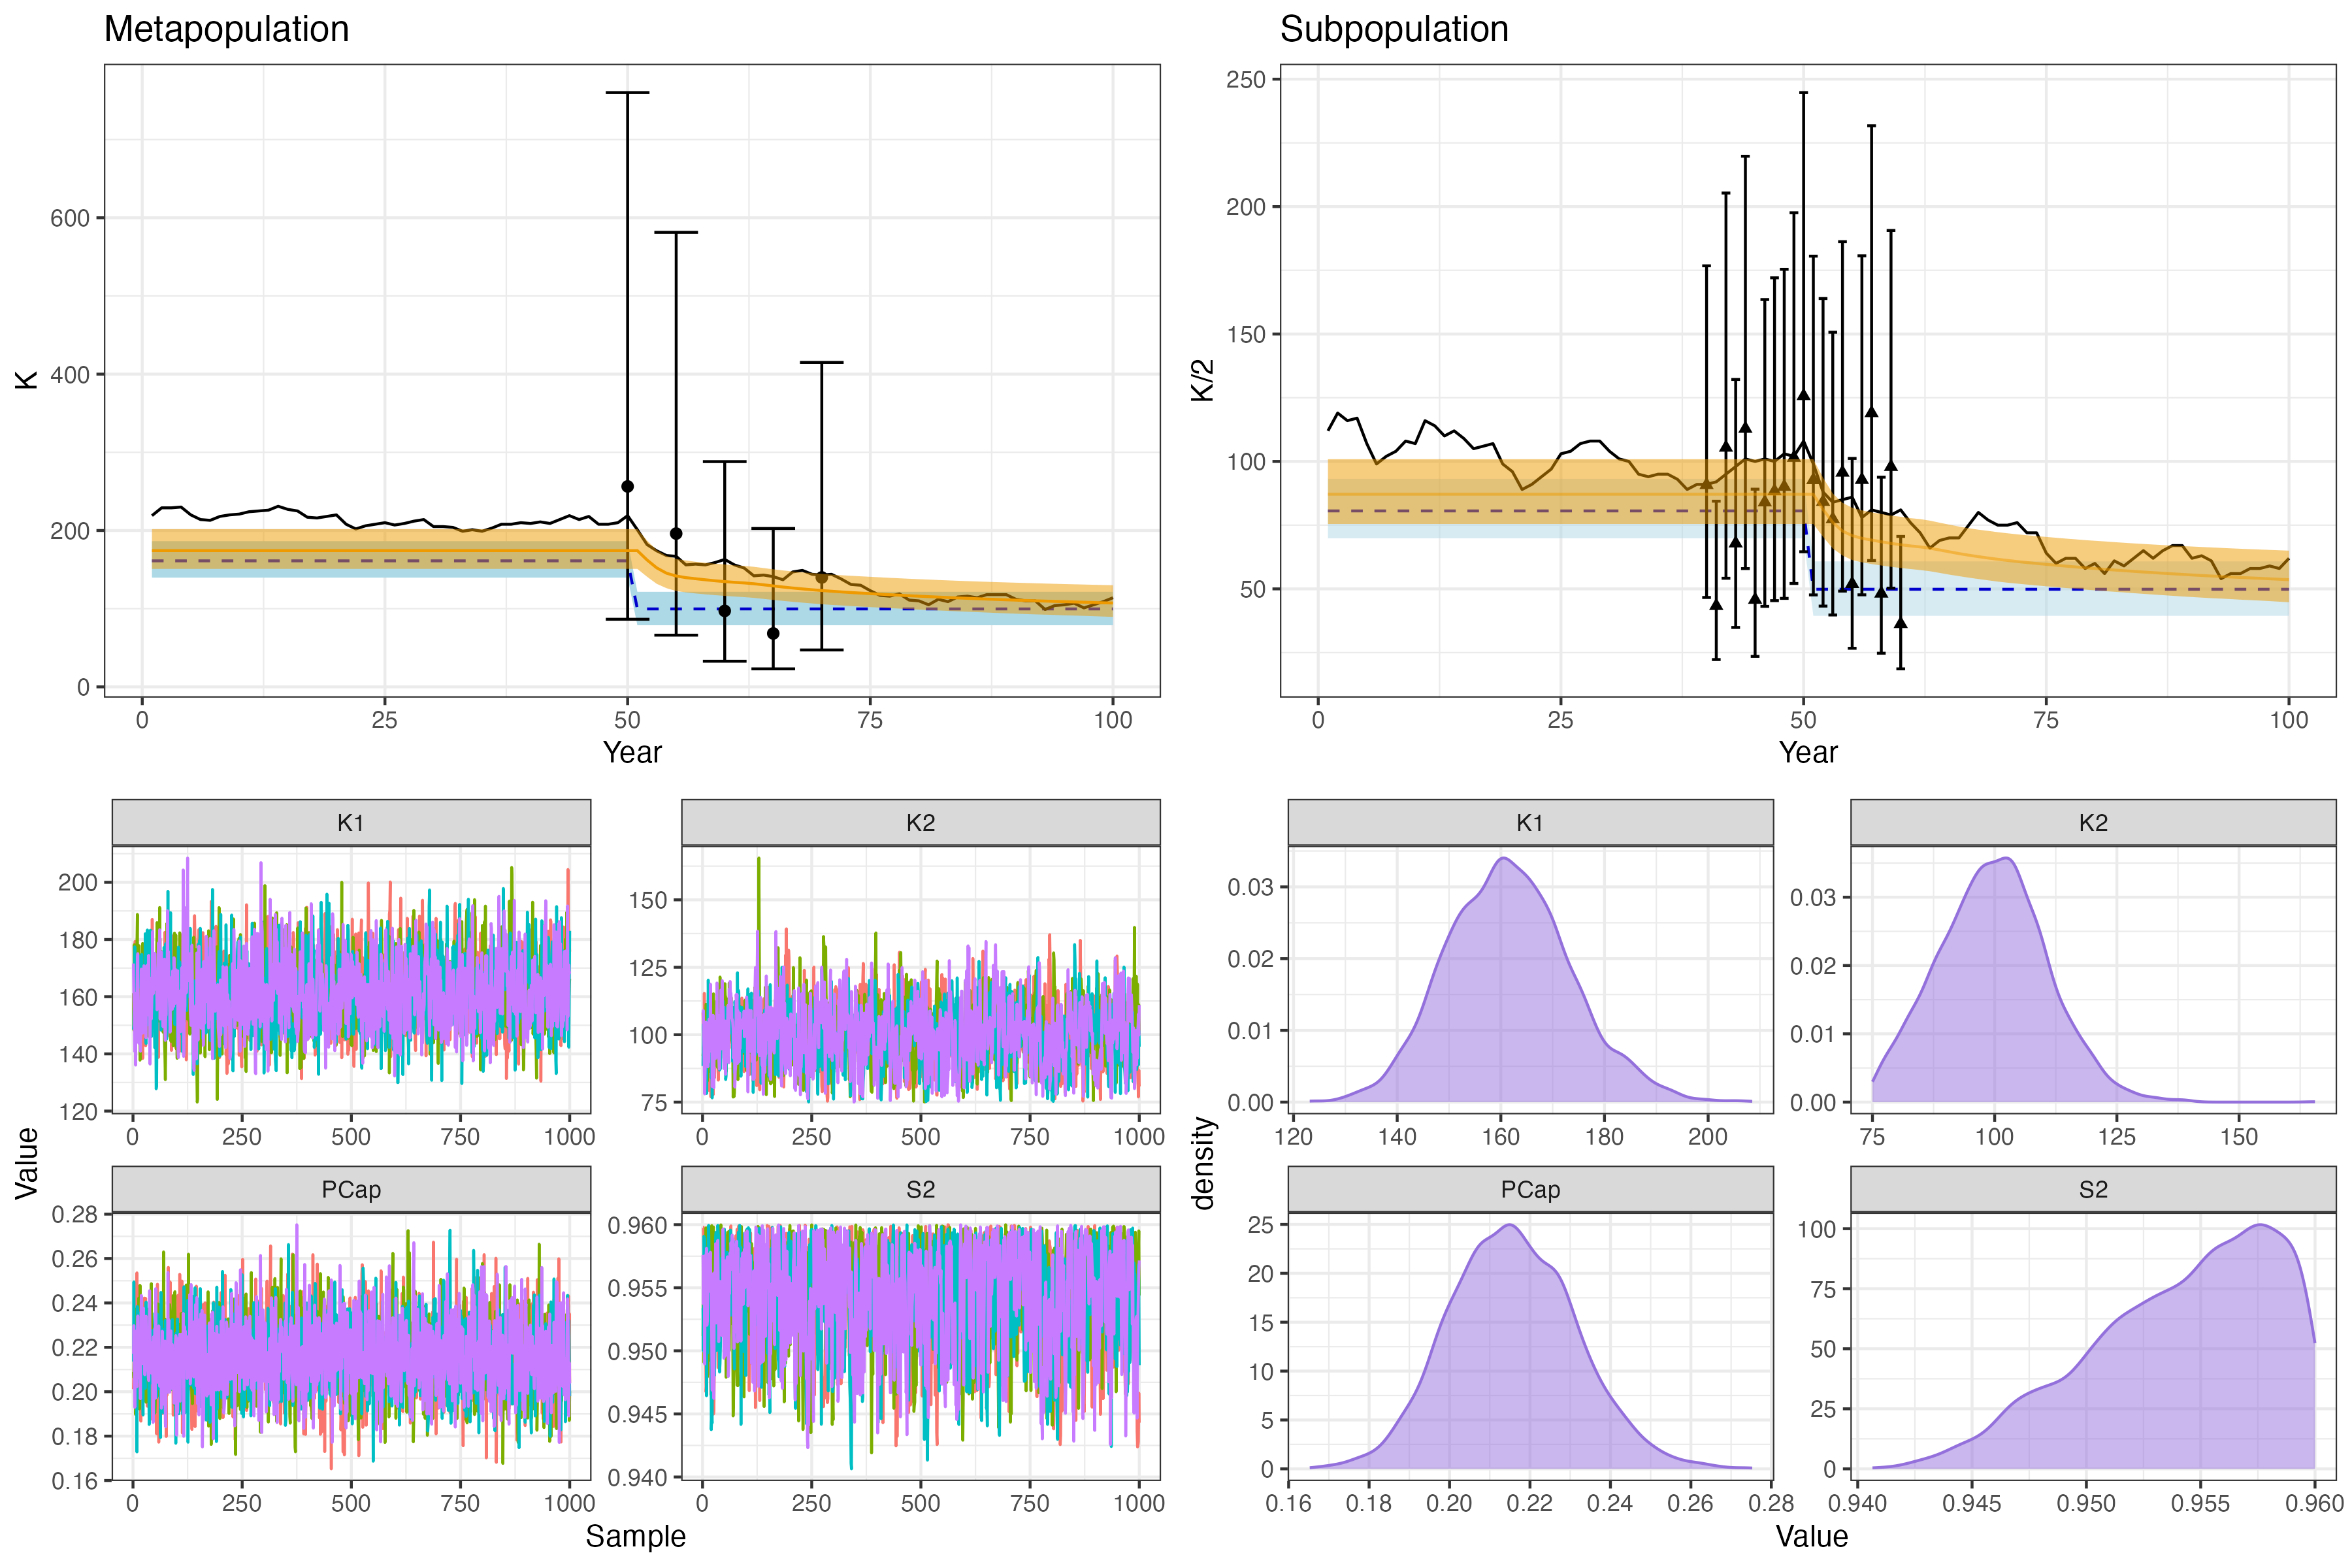 Metapopulation
K
600
400
200
0
0 25 50 75 100
Year
Subpopulation
K/2
250
200
150
100
50
0 25 50 75 100
Year
Value
K1
200
180
160
140
120
0 250 500 750 1000
K2
150
125
100
75
0 250 500 750 1000
PCap
0.28
0.26
0.24
0.22
0.20
0.18
0.16
0 250 500 750 1000
S2
0.960
0.955
0.950
0.945
0.940
0 250 500 750 1000
Sample
density
K1
0.03
0.02
0.01
0.00
120 140 160 180 200
K2
0.03
0.02
0.01
0.00
75 100 125 150
PCap
25
20
15
10
5
0
0.16 0.18 0.20 0.22 0.24 0.26 0.28
S2
100
75
50
25
0
0.940 0.945 0.950 0.955 0.960
Value